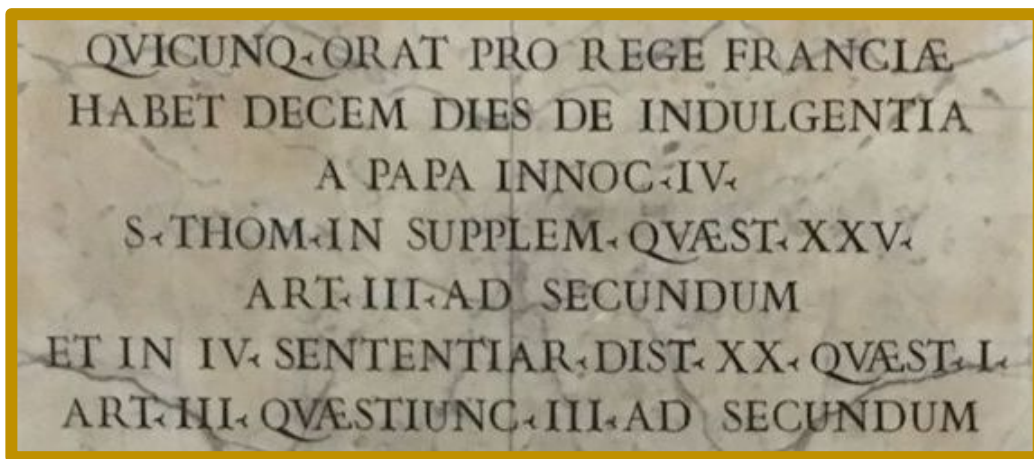 QVICUNQ‹ORAT PRO REGE FRANCIÆ
HABET DECEM DIES DE INDULGENTIA
A PAPA INNOC‹IV‹
S‹THOM‹IN SUPPLEM‹QVÆST‹XXV‹
ART‹III‹AD SECUNDUM
ET IN IV‹ SENTENTIAR‹DIST‹XX‹ QVÆST‹I‹
ART‹III‹ QVÆSTIUNC‹III‹AD SECUNDUM